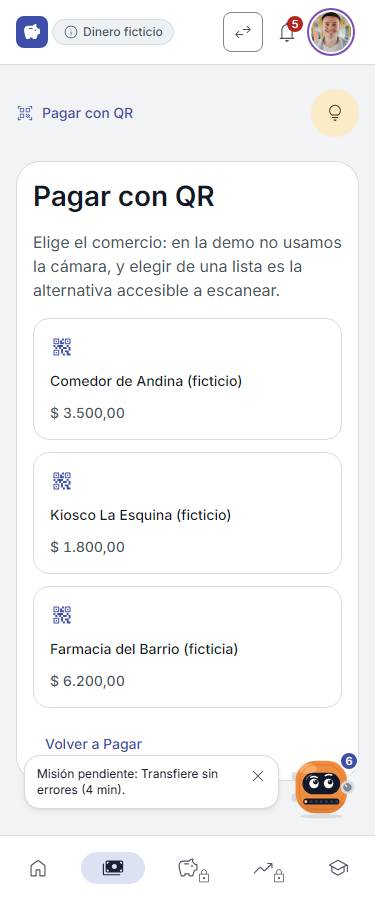 Dinero ficticio
5
Pagar con QR
Pagar con QR
Elige el comercio: en la demo no usamos
la cámara, y elegir de una lista es la
alternativa accesible a escanear.
Comedor de Andina (ficticio)
$ 3.500,00
Kiosco La Esquina (ficticio)
$ 1.800,00
Farmacia del Barrio (ficticia)
$ 6.200,00
Volver a Pagar
Misión pendiente: Transfiere sin
errores (4 min).
6